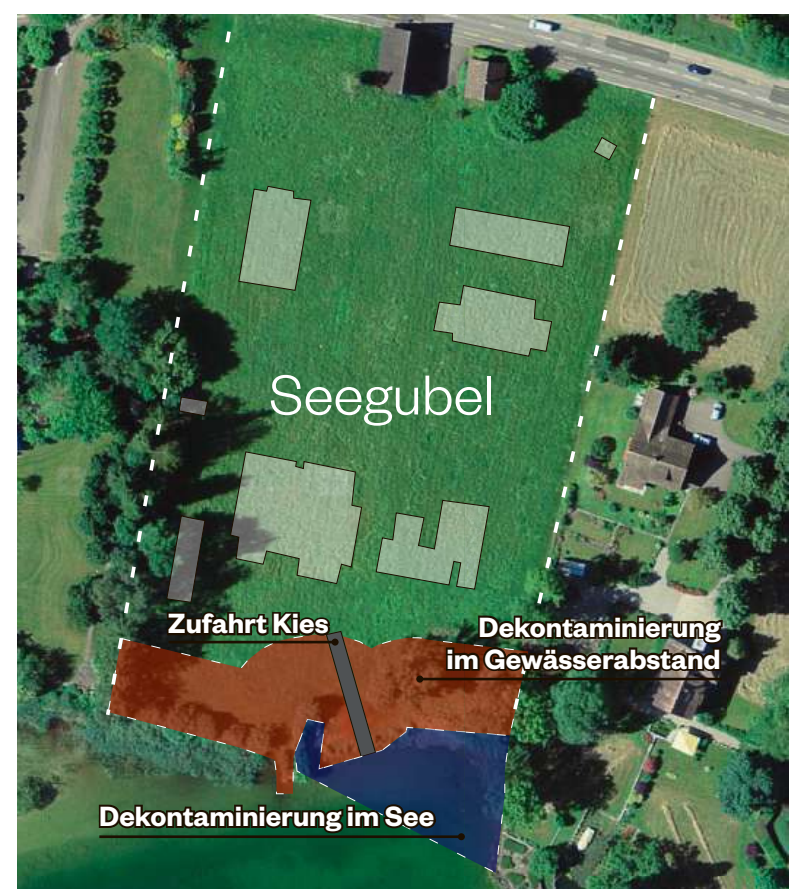 Seegubel
Zufahrt Kies
Dekontaminierung
im Gewässerabstand
Dekontaminierung im See